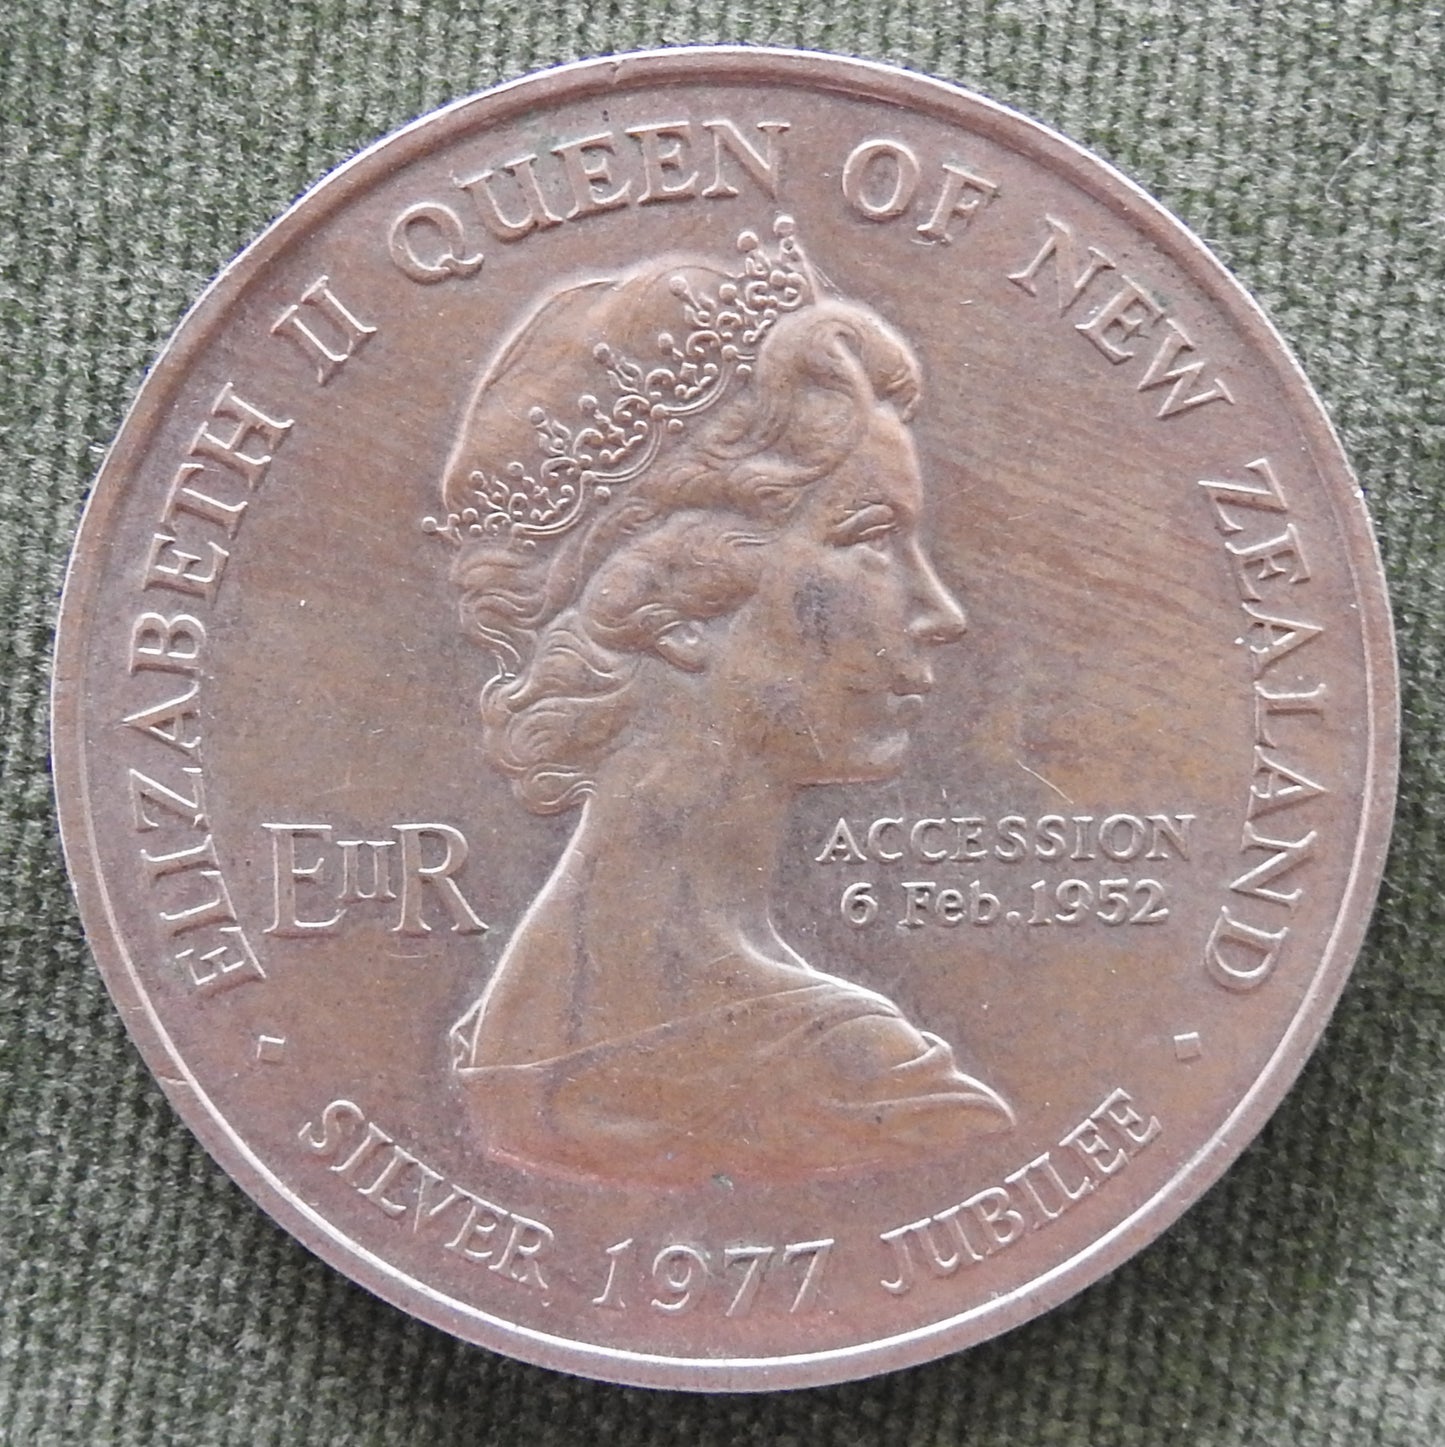 ELIZABETH II QUEEN OF NEW ZEALAND
EIIR
ACCESSION
6 Feb. 1952
· SILVER 1977 JUBILEE ·